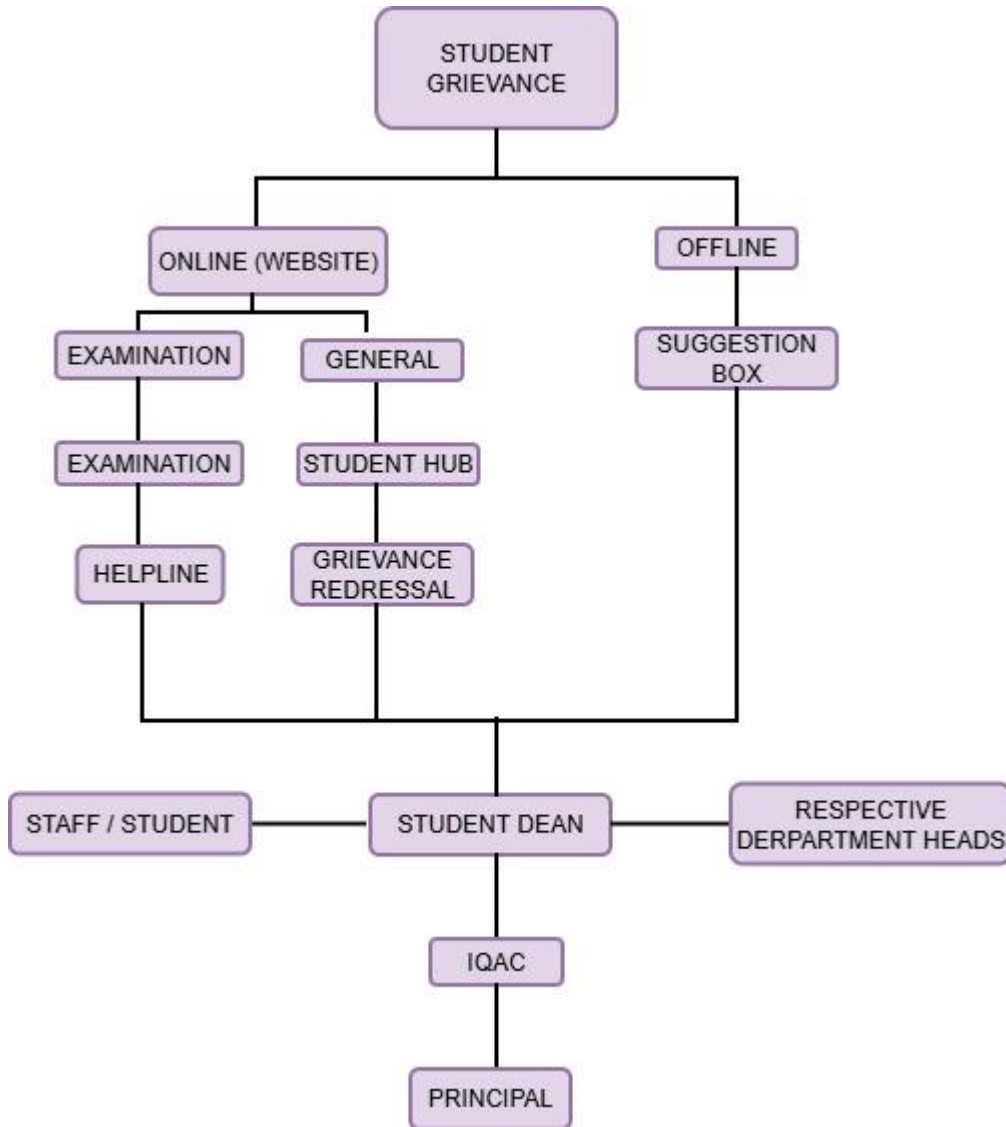 STUDENT
GRIEVANCE
ONLINE (WEBSITE)
OFFLINE
EXAMINATION
GENERAL
SUGGESTION
BOX
EXAMINATION
STUDENT HUB
HELPLINE
GRIEVANCE
REDRESSAL
STAFF / STUDENT
STUDENT DEAN
RESPECTIVE
DERPARTMENT HEADS
IQAC
PRINCIPAL